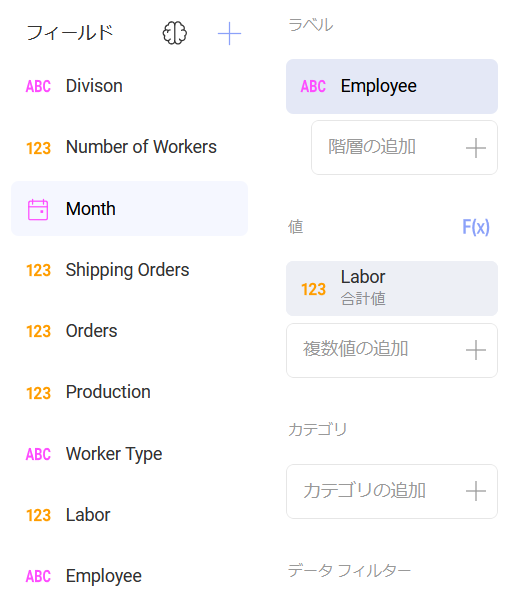 フィールド
ABC Divison
123 Number of Workers
Month
123 Shipping Orders
123 Orders
123 Production
ABC Worker Type
123 Labor
ABC Employee
ラベル
ABC Employee
階層の追加
値 F(x)
123 Labor
合計値
複数値の追加
カテゴリ
カテゴリの追加
データ フィルター